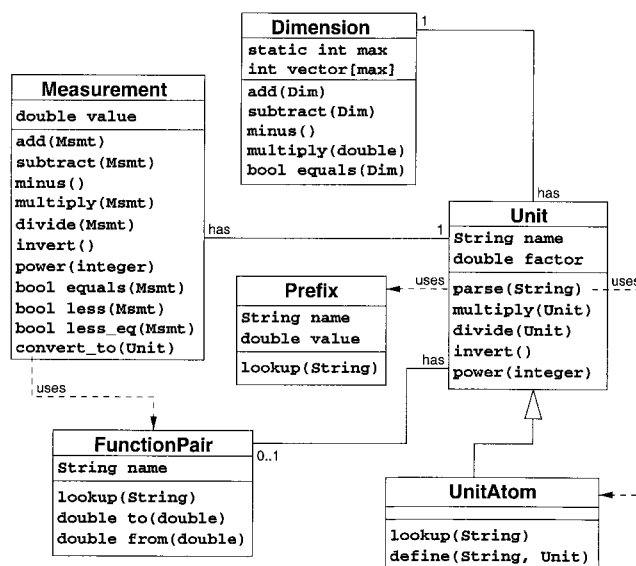 Dimension
static int max
int vector[max]
add(Dim)
subtract(Dim)
minus()
multiply(double)
bool equals(Dim)
1
has
Measurement
double value
add(Msmt)
subtract(Msmt)
minus()
multiply(Msmt)
divide(Msmt)
invert()
power(integer)
bool equals(Msmt)
bool less(Msmt)
bool less_eq(Msmt)
convert_to(Unit)
has
1
Unit
String name
double factor
parse(String)
multiply(Unit)
divide(Unit)
invert()
power(integer)
uses
uses
Prefix
String name
double value
lookup(String)
has
uses
0..1
FunctionPair
String name
lookup(String)
double to(double)
double from(double)
UnitAtom
lookup(String)
define(String, Unit)